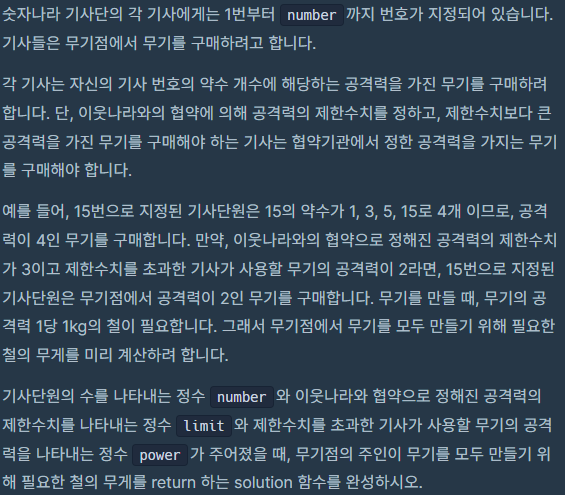 숫자나라 기사단의 각 기사에게는 1번부터 number 까지 번호가 지정되어 있습니다.
기사들은 무기점에서 무기를 구매하려고 합니다.
각 기사는 자신의 기사 번호의 약수 개수에 해당하는 공격력을 가진 무기를 구매하려
합니다. 단, 이웃나라와의 협약에 의해 공격력의 제한수치를 정하고, 제한수치보다 큰
공격력을 가진 무기를 구매해야 하는 기사는 협약기관에서 정한 공격력을 가지는 무기
를 구매해야 합니다.
예를 들어, 15번으로 지정된 기사단원은 15의 약수가 1, 3, 5, 15로 4개 이므로, 공격
력이 4인 무기를 구매합니다. 만약, 이웃나라와의 협약으로 정해진 공격력의 제한수치
가 3이고 제한수치를 초과한 기사가 사용할 무기의 공격력이 2라면, 15번으로 지정된
기사단원은 무기점에서 공격력이 2인 무기를 구매합니다. 무기를 만들 때, 무기의 공
격력 1당 1kg의 철이 필요합니다. 그래서 무기점에서 무기를 모두 만들기 위해 필요한
철의 무게를 미리 계산하려 합니다.
기사단원의 수를 나타내는 정수 number 와 이웃나라와 협약으로 정해진 공격력의
제한수치를 나타내는 정수 limit 와 제한수치를 초과한 기사가 사용할 무기의 공격
력을 나타내는 정수 power 가 주어졌을 때, 무기점의 주인이 무기를 모두 만들기 위
해 필요한 철의 무게를 return 하는 solution 함수를 완성하시오.